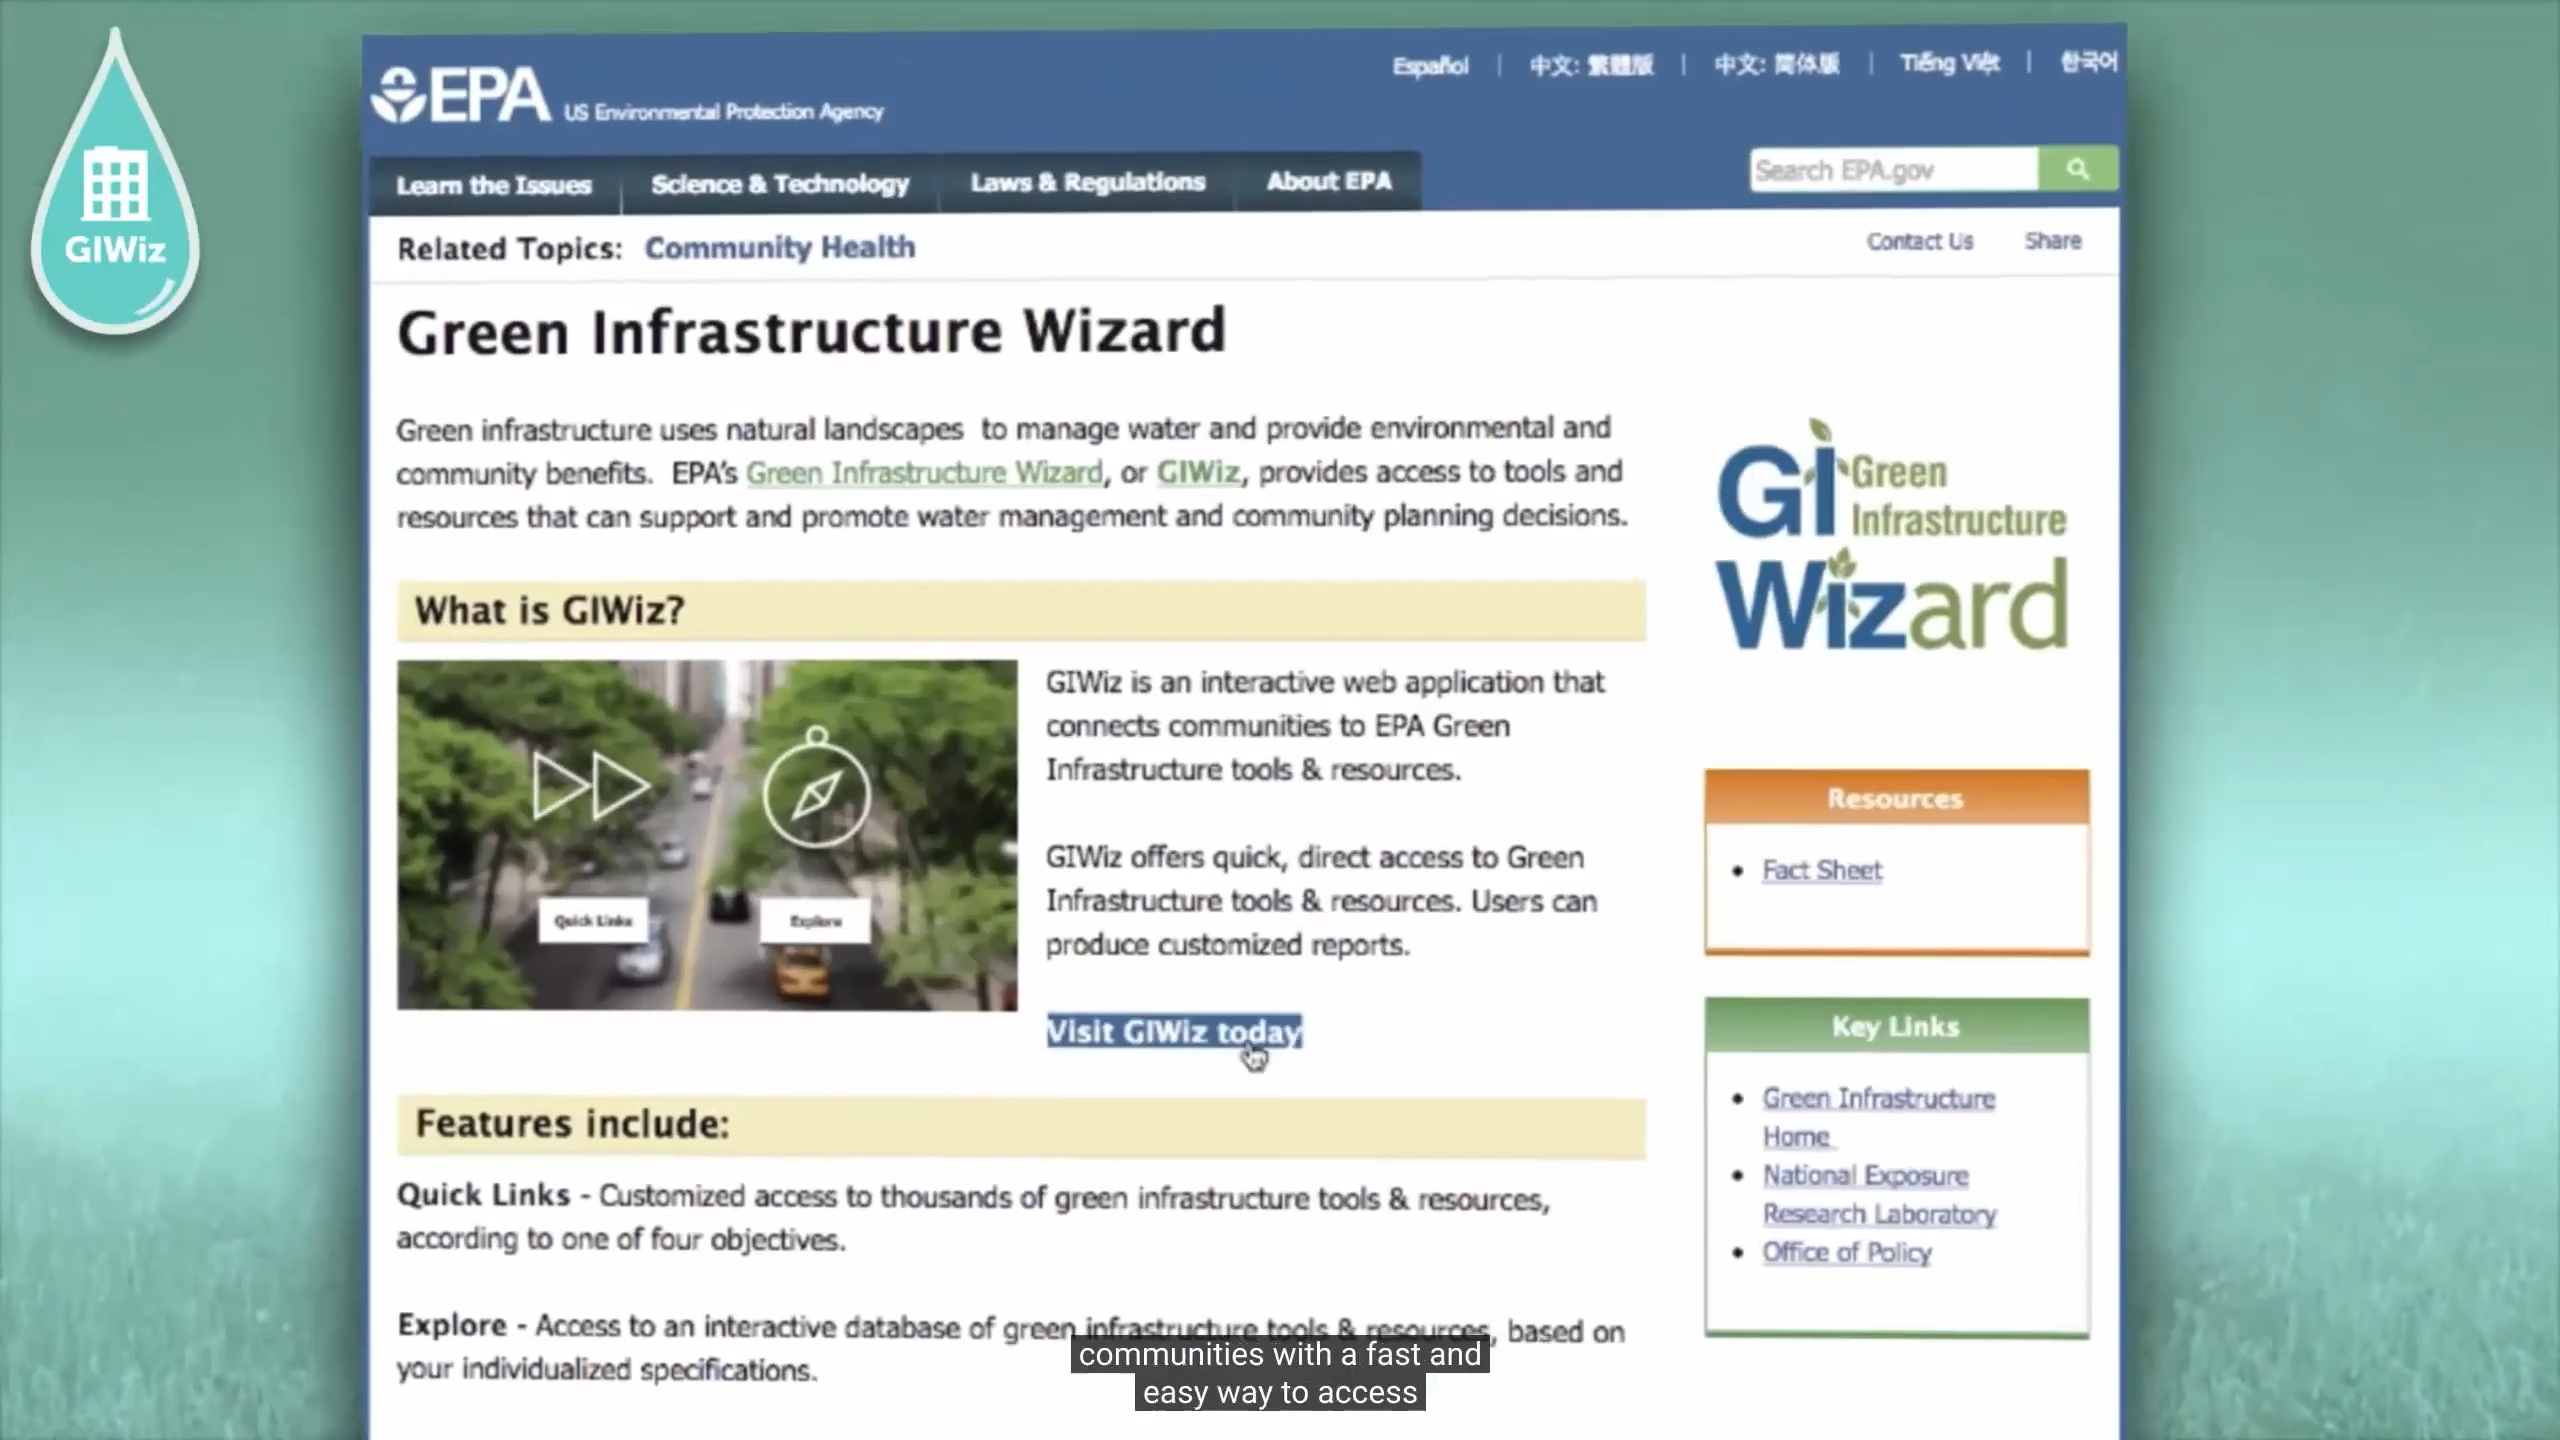 GIWiz
EPA US Environmental Protection Agency
Español | 中文: 繁體版 | 中文: 简体版 | Tiếng Việt | 한국어
Learn the Issues Science & Technology Laws & Regulations About EPA
Search EPA.gov
Related Topics: Community Health
Contact Us Share
Green Infrastructure Wizard
Green infrastructure uses natural landscapes to manage water and provide environmental and
community benefits. EPA's Green Infrastructure Wizard, or GIWiz, provides access to tools and
resources that can support and promote water management and community planning decisions.
GI Green
Infrastructure
Wizard
What is GIWiz?
Quick Links
Explore
GIWiz is an interactive web application that
connects communities to EPA Green
Infrastructure tools & resources.
GIWiz offers quick, direct access to Green
Infrastructure tools & resources. Users can
produce customized reports.
Visit GIWiz today
Resources
• Fact Sheet
Key Links
• Green Infrastructure
Home
• National Exposure
Research Laboratory
• Office of Policy
Features include:
Quick Links - Customized access to thousands of green infrastructure tools & resources,
according to one of four objectives.
Explore - Access to an interactive database of green infrastructure tools & resources, based on
your individualized specifications.
communities with a fast and
easy way to access